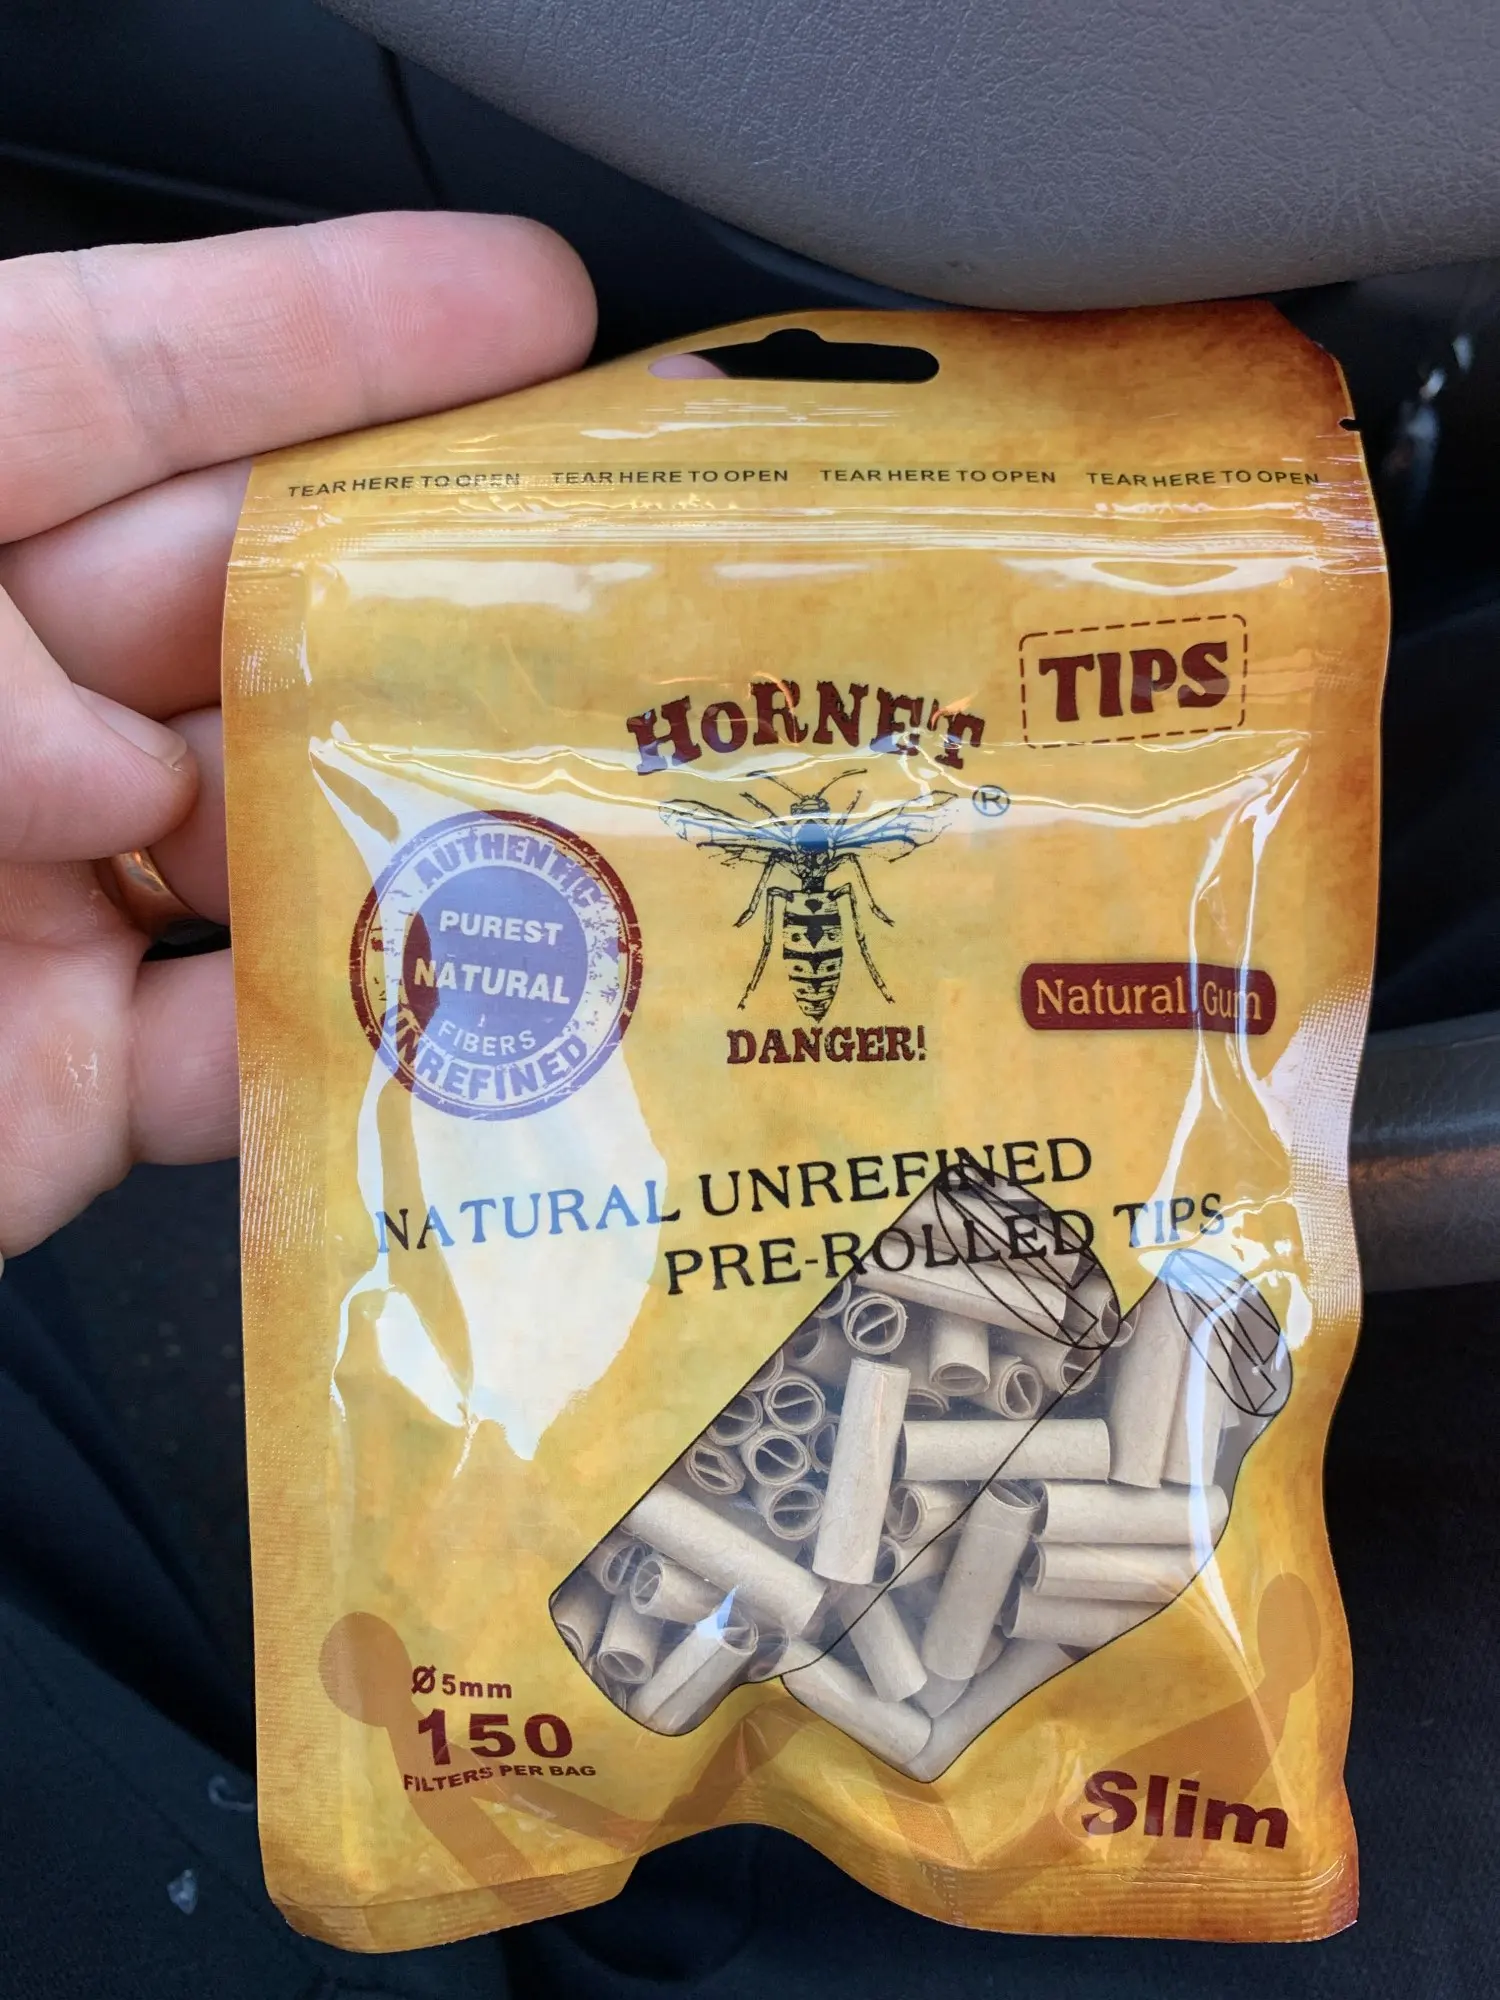 TEAR HERE TO OPEN TEAR HERE TO OPEN TEAR HERE TO OPEN TEAR HERE TO OPEN
TIPS
HORNET
®
AUTHENTIC
PUREST
NATURAL
FIBERS
UNREFINED
DANGER!
Natural Gum
NATURAL UNREFINED
PRE-ROLLED TIPS
Ø5mm
150
FILTERS PER BAG
Slim